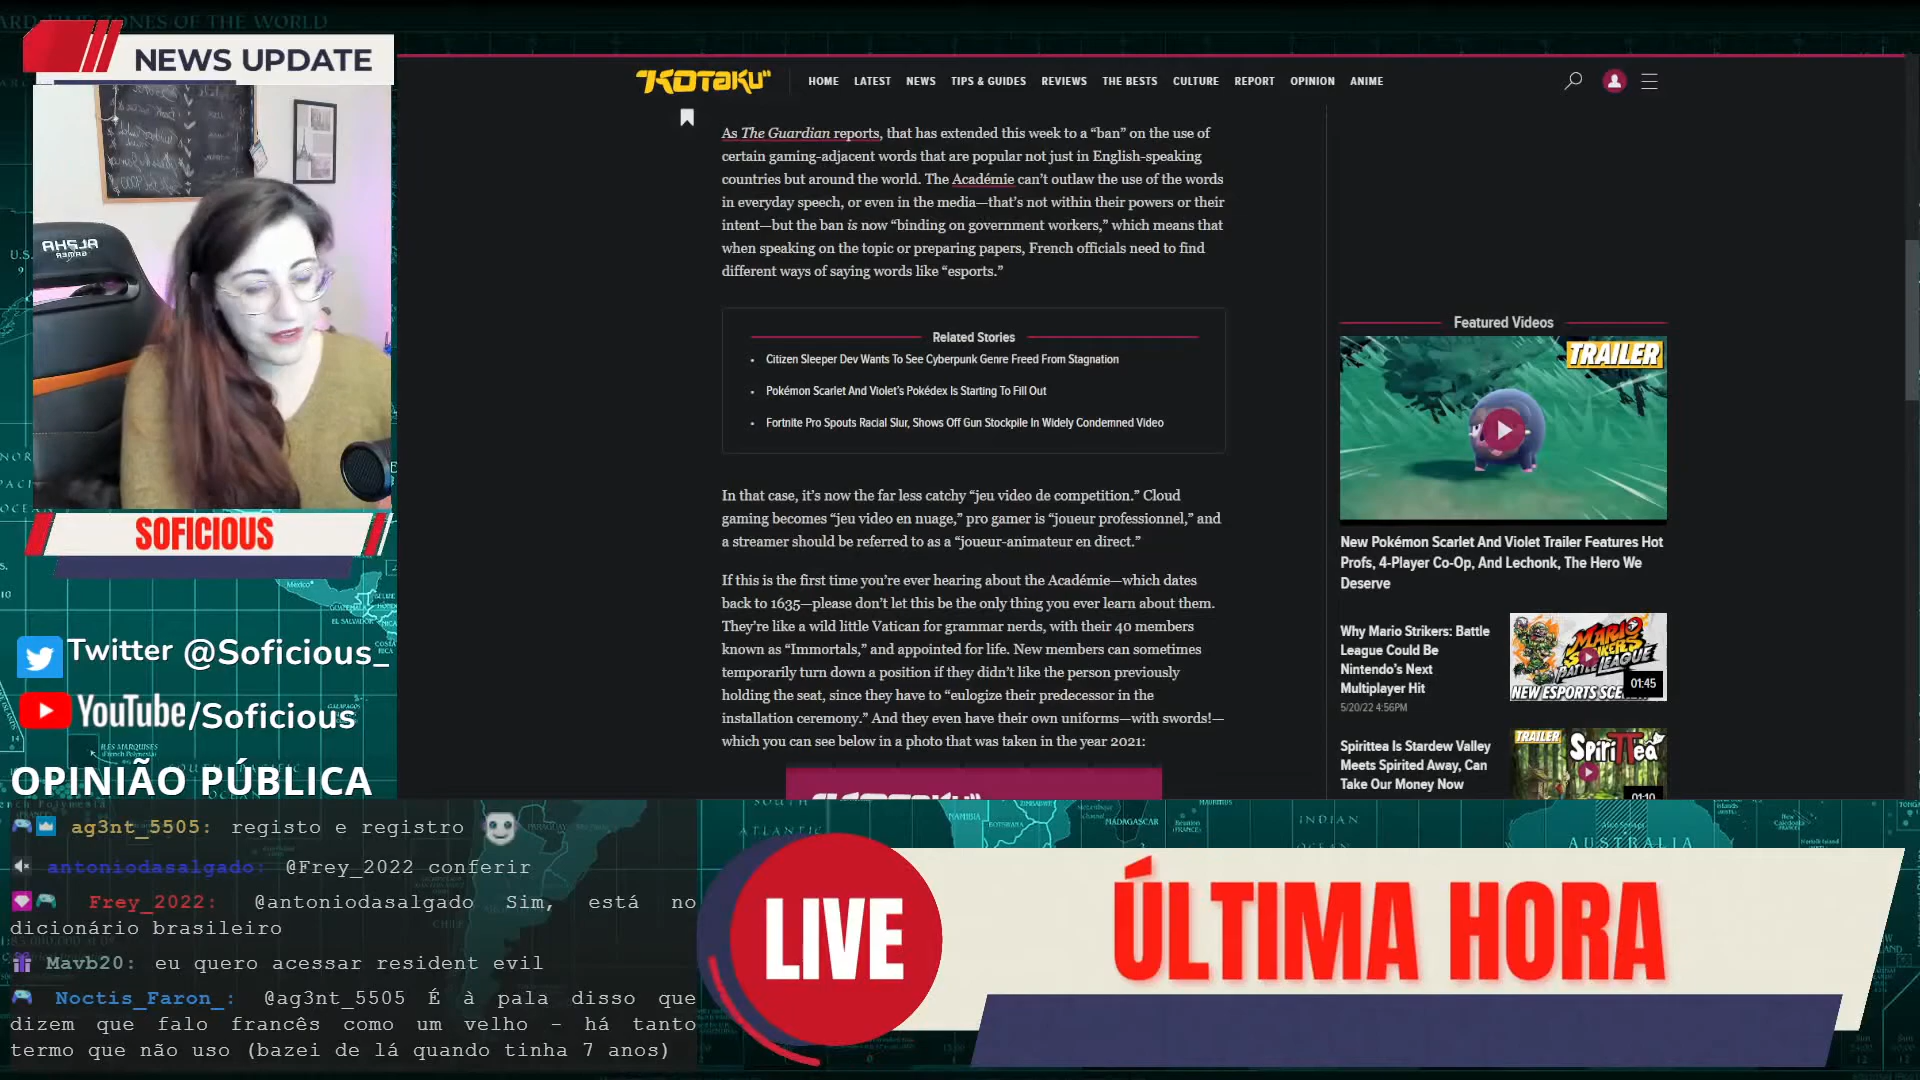 NEWS UPDATE
KOTAKU
HOME LATEST NEWS TIPS & GUIDES REVIEWS THE BESTS CULTURE REPORT OPINION ANIME
As The Guardian reports, that has extended this week to a “ban” on the use of
certain gaming-adjacent words that are popular not just in English-speaking
countries but around the world. The Académie can’t outlaw the use of the words
in everyday speech, or even in the media—that’s not within their powers or their
intent—but the ban is now “binding on government workers,” which means that
when speaking on the topic or preparing papers, French officials need to find
different ways of saying words like “esports.”
Related Stories
Citizen Sleeper Dev Wants To See Cyberpunk Genre Freed From Stagnation
Pokémon Scarlet And Violet’s Pokédex Is Starting To Fill Out
Fortnite Pro Spouts Racial Slur, Shows Off Gun Stockpile In Widely Condemned Video
In that case, it’s now the far less catchy “jeu video de competition.” Cloud
gaming becomes “jeu video en nuage,” pro gamer is “joueur professionnel,” and
a streamer should be referred to as a “joueur-animateur en direct.”
If this is the first time you’re ever hearing about the Académie—which dates
back to 1635—please don’t let this be the only thing you ever learn about them.
They’re like a wild little Vatican for grammar nerds, with their 40 members
known as “Immortals,” and appointed for life. New members can sometimes
temporarily turn down a position if they didn’t like the person previously
holding the seat, since they have to “eulogize their predecessor in the
installation ceremony.” And they even have their own uniforms—with swords!—
which you can see below in a photo that was taken in the year 2021:
Featured Videos
TRAILER
New Pokémon Scarlet And Violet Trailer Features Hot
Profs, 4-Player Co-Op, And Lechonk, The Hero We
Deserve
Why Mario Strikers: Battle
League Could Be
Nintendo’s Next
Multiplayer Hit
5/20/22 4:56PM
MARIO
STRIKERS
BATTLE LEAGUE
01:45
Spirittea Is Stardew Valley
Meets Spirited Away, Can
Take Our Money Now
TRAILER
SPIRITTEA
01:10
SOFICIOUS
Twitter @Soficious_
YouTube/Soficious
OPINIÃO PÚBLICA
ag3nt_5505: registo e registro
antoniodasalgado: @Frey_2022 conferir
Frey_2022: @antoniodasalgado Sim, está no
dicionário brasileiro
Mavb20: eu quero acessar resident evil
Noctis_Faron_: @ag3nt_5505 É à pala disso que
dizem que falo francês como um velho - há tanto
termo que não uso (bazei de lá quando tinha 7 anos)
LIVE
ÚLTIMA HORA
SOUTH
ATLANTIC
NAMIBIA
BOTSWANA
MADAGASCAR
INDIAN
AUSTRALIA